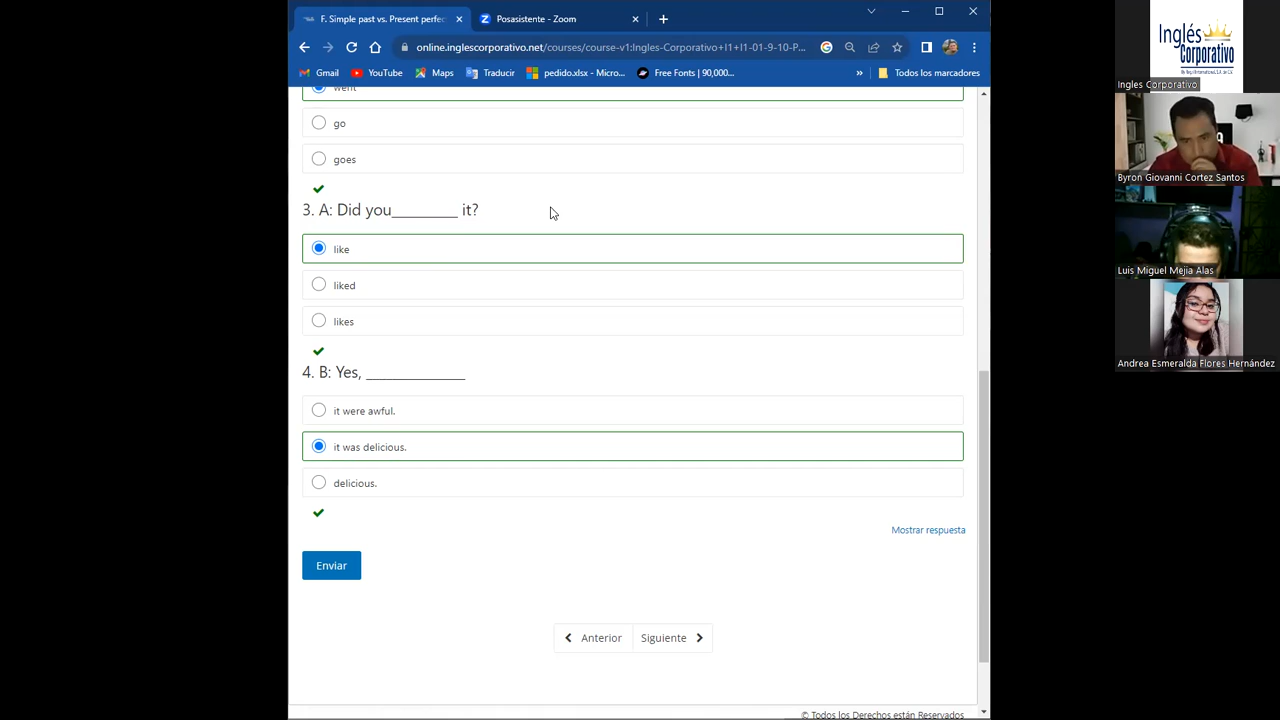 F. Simple past vs. Present perfe
Posasistente - Zoom
online.inglescorporativo.net/courses/course-v1:Ingles-Corporativo+I1+I1-01-9-10-P...
Gmail
YouTube
Maps
Traducir
pedido.xlsx - Micro...
Free Fonts | 90,000...
»
Todos los marcadores
went
go
goes
3. A: Did you_________ it?
like
liked
likes
4. B: Yes, _____________
it were awful.
it was delicious.
delicious.
Mostrar respuesta
Enviar
Anterior
Siguiente
© Todos los Derechos están Reservados
Inglés
Corporativo
Ingles Corporativo
Byron Giovanni Cortez Santos
Luis Miguel Mejia Alas
Andrea Esmeralda Flores Hernández